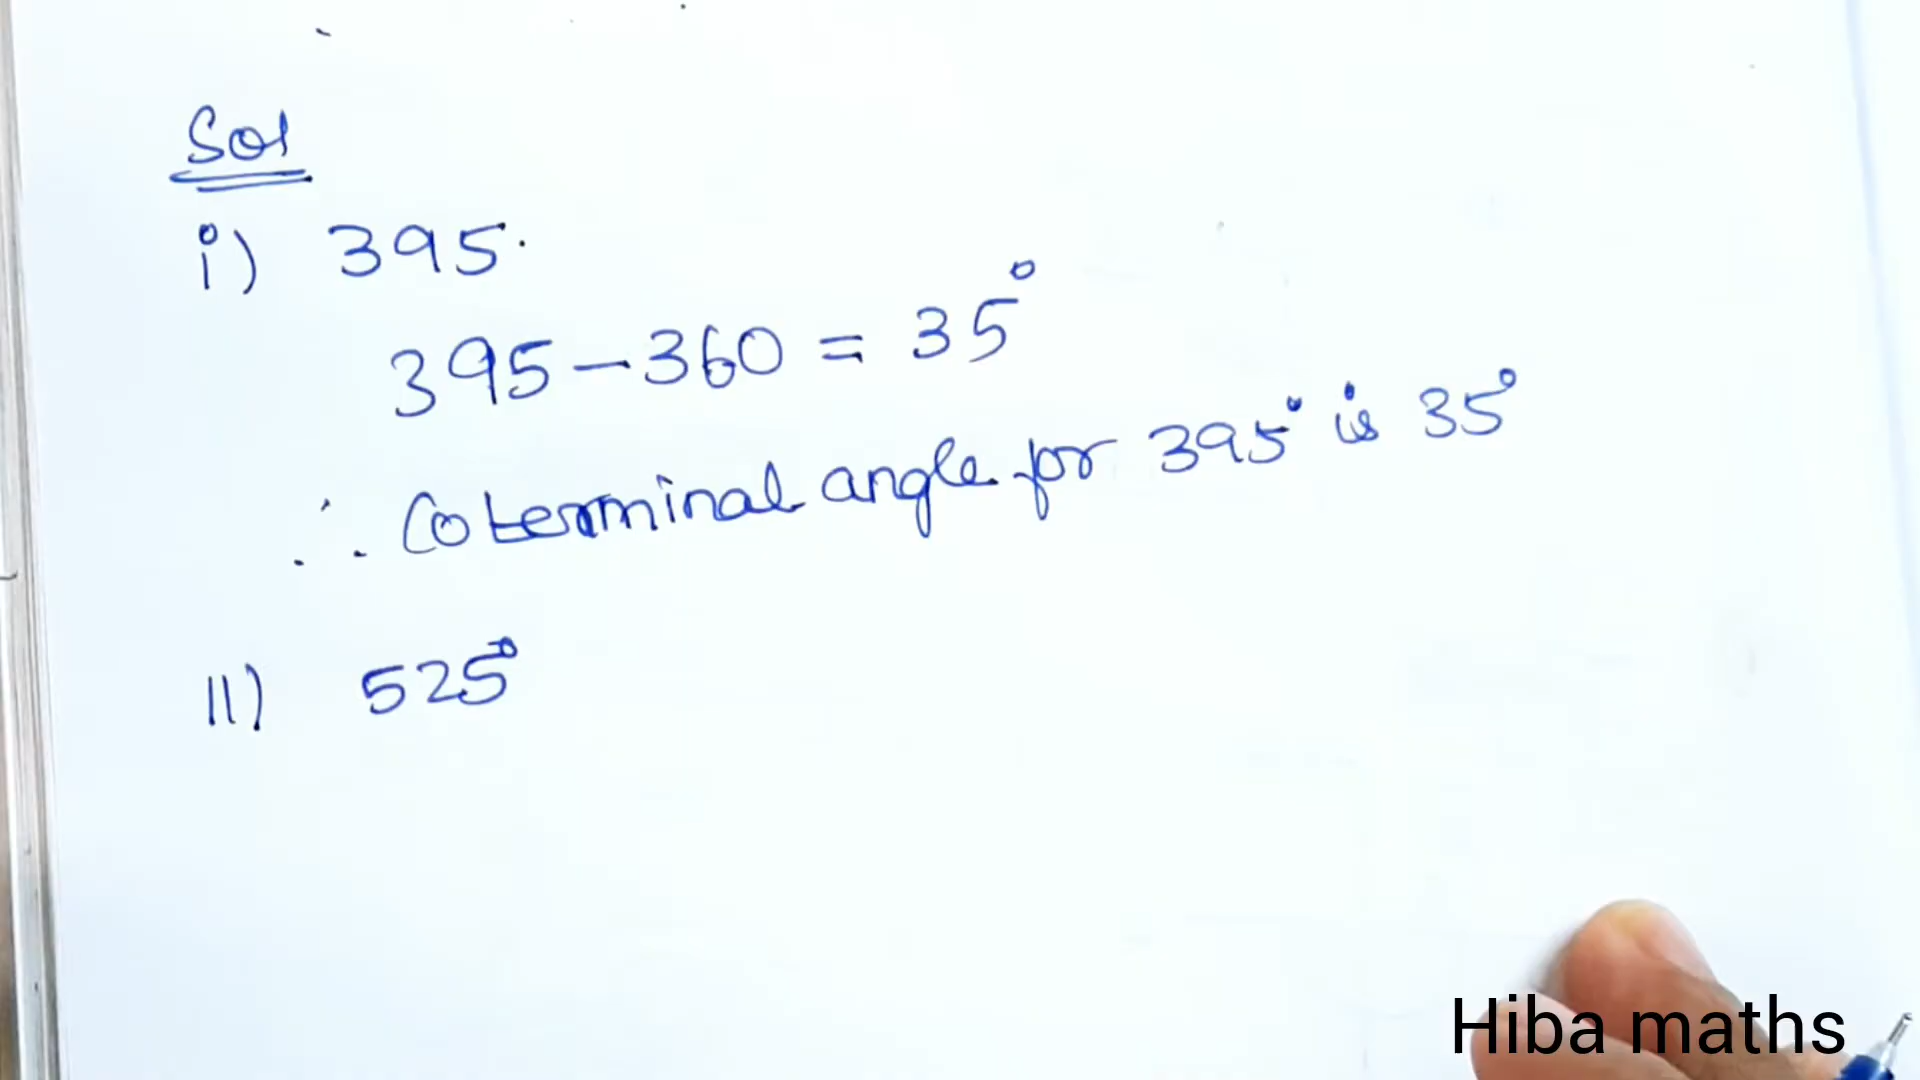 Sol
i) 395.
395 - 360 = 35°
∴ Coterminal angle for 395° is 35°
II) 525°
Hiba maths